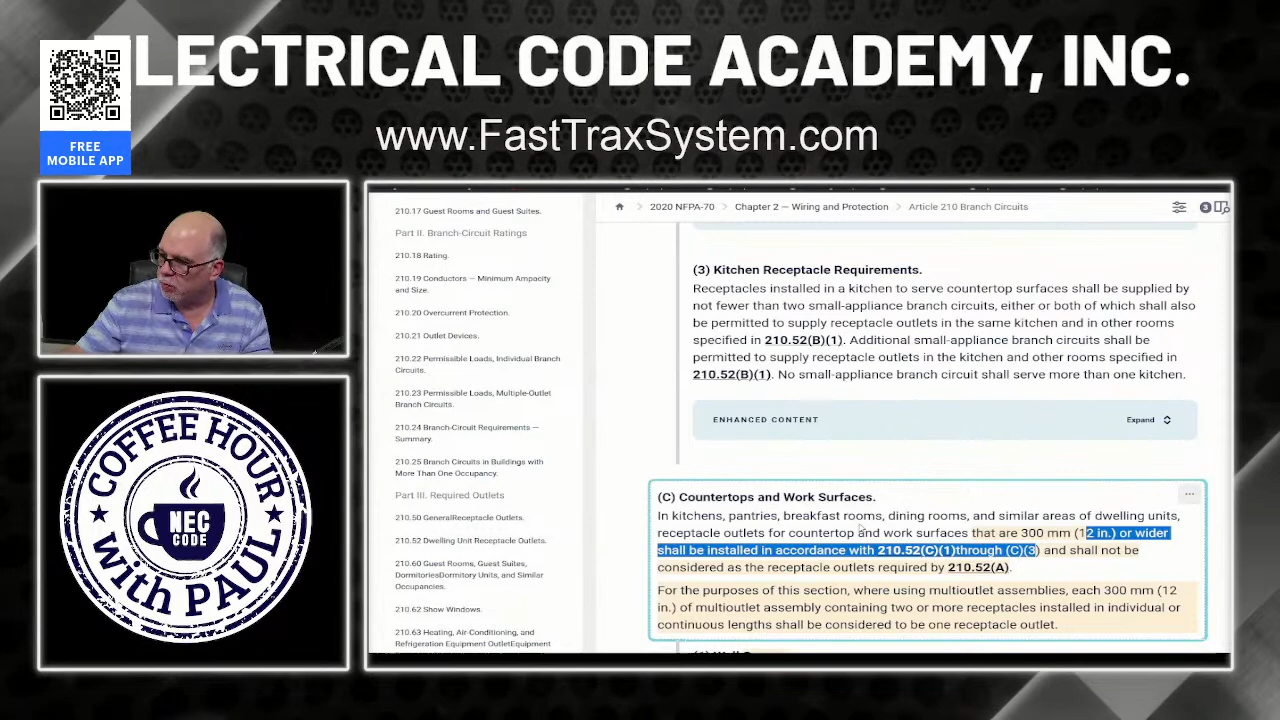 ELECTRICAL CODE ACADEMY, INC.
www.FastTraxSystem.com
FREE
MOBILE APP
COFFEE HOUR
NEC
CODE
with PAUL
210.17 Guest Rooms and Guest Suites.
Part II. Branch-Circuit Ratings
210.18 Rating.
210.19 Conductors — Minimum Ampacity
and Size.
210.20 Overcurrent Protection.
210.21 Outlet Devices.
210.22 Permissible Loads, Individual Branch
Circuits.
210.23 Permissible Loads, Multiple-Outlet
Branch Circuits.
210.24 Branch-Circuit Requirements —
Summary.
210.25 Branch Circuits in Buildings with
More Than One Occupancy.
Part III. Required Outlets
210.50 GeneralReceptacle Outlets.
210.52 Dwelling Unit Receptacle Outlets.
210.60 Guest Rooms, Guest Suites,
DormitoriesDormitory Units, and Similar
Occupancies.
210.62 Show Windows.
210.63 Heating, Air-Conditioning, and
Refrigeration Equipment OutletEquipment
2020 NFPA-70 > Chapter 2 — Wiring and Protection > Article 210 Branch Circuits
3
(3) Kitchen Receptacle Requirements.
Receptacles installed in a kitchen to serve countertop surfaces shall be supplied by
not fewer than two small-appliance branch circuits, either or both of which shall also
be permitted to supply receptacle outlets in the same kitchen and in other rooms
specified in 210.52(B)(1). Additional small-appliance branch circuits shall be
permitted to supply receptacle outlets in the kitchen and other rooms specified in
210.52(B)(1). No small-appliance branch circuit shall serve more than one kitchen.
ENHANCED CONTENT
Expand
(C) Countertops and Work Surfaces.
In kitchens, pantries, breakfast rooms, dining rooms, and similar areas of dwelling units,
receptacle outlets for countertop and work surfaces that are 300 mm (12 in.) or wider
shall be installed in accordance with 210.52(C)(1)through (C)(3) and shall not be
considered as the receptacle outlets required by 210.52(A).
For the purposes of this section, where using multioutlet assemblies, each 300 mm (12
in.) of multioutlet assembly containing two or more receptacles installed in individual or
continuous lengths shall be considered to be one receptacle outlet.